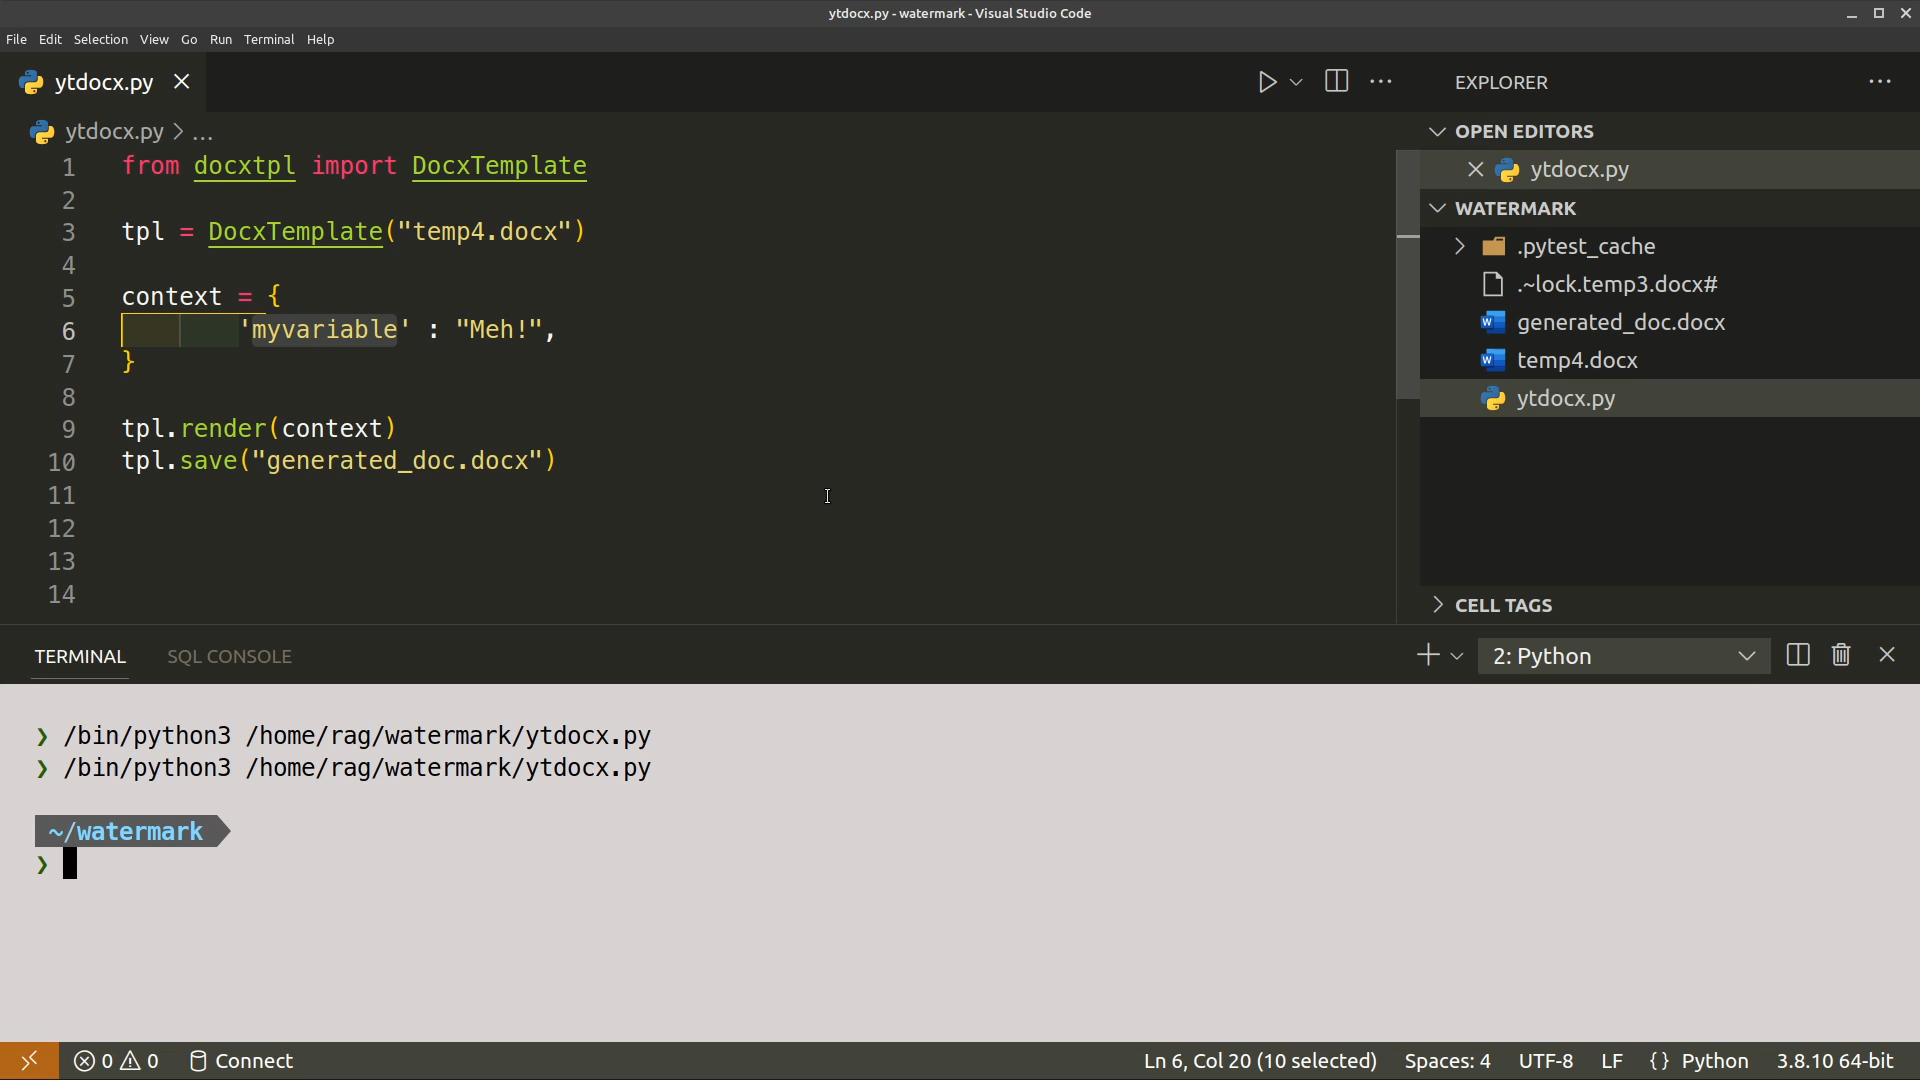 ytdocx.py - watermark - Visual Studio Code
File Edit Selection View Go Run Terminal Help
ytdocx.py
ytdocx.py > ...
1 from docxtpl import DocxTemplate
2
3 tpl = DocxTemplate("temp4.docx")
4
5 context = {
6 'myvariable' : "Meh!",
7 }
8
9 tpl.render(context)
10 tpl.save("generated_doc.docx")
11
12
13
14
EXPLORER
OPEN EDITORS
ytdocx.py
WATERMARK
.pytest_cache
.~lock.temp3.docx#
generated_doc.docx
temp4.docx
ytdocx.py
CELL TAGS
TERMINAL SQL CONSOLE 2: Python
❯ /bin/python3 /home/rag/watermark/ytdocx.py
❯ /bin/python3 /home/rag/watermark/ytdocx.py
~/watermark
❯
0 0 Connect Ln 6, Col 20 (10 selected) Spaces: 4 UTF-8 LF {} Python 3.8.10 64-bit